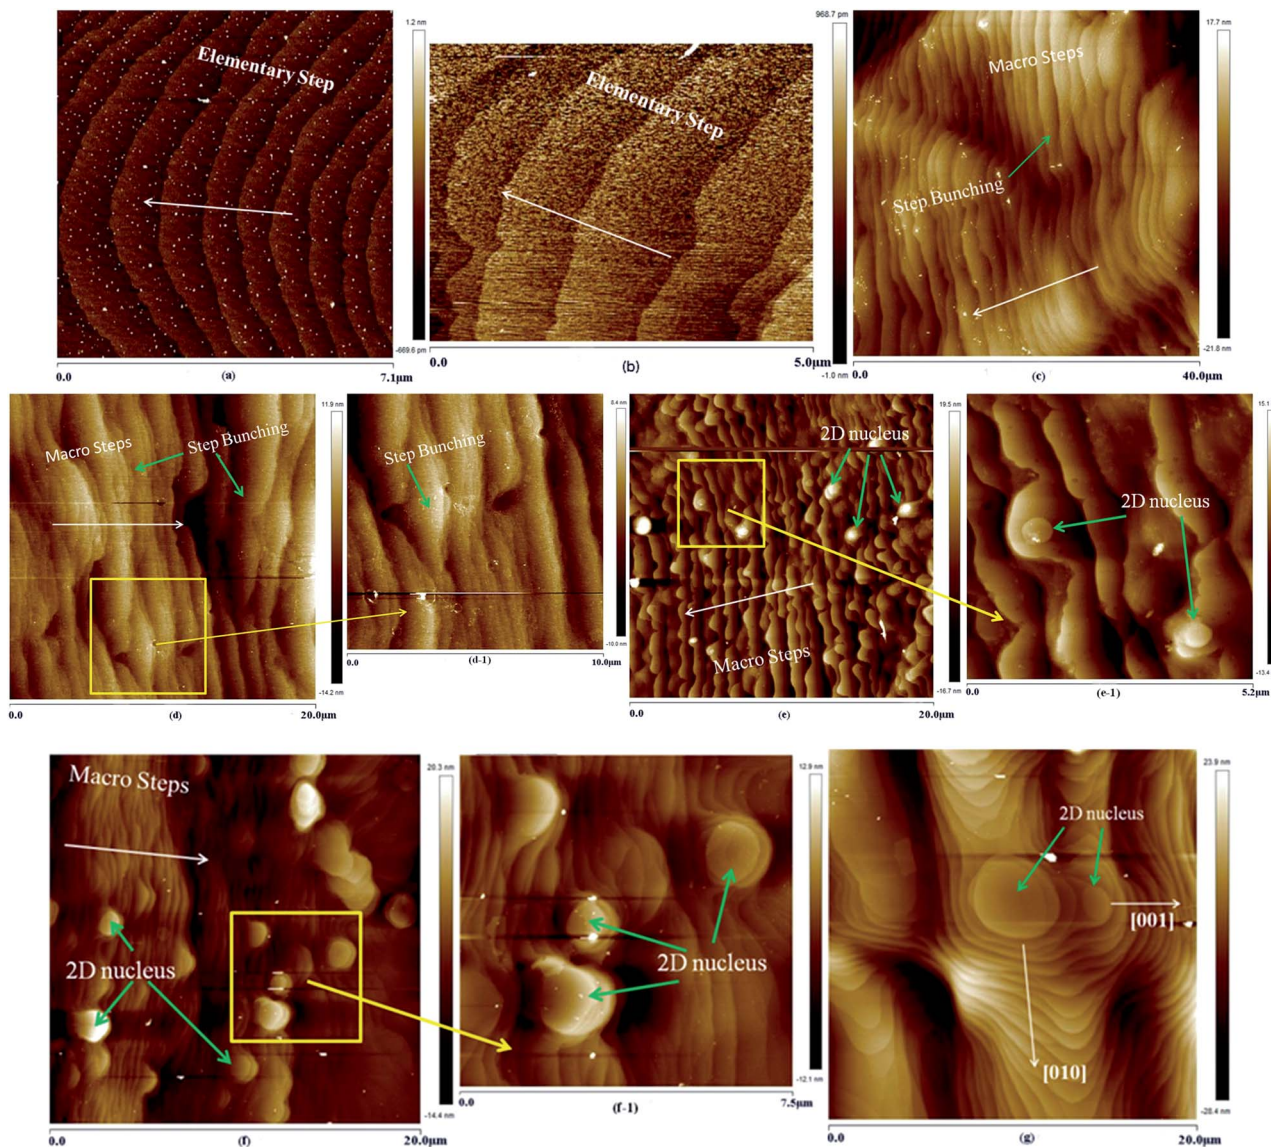 1.2 nm
Elementary Step
-669.6 pm
0.0
(a)
7.1µm
968.7 pm
Elementary Step
-1.0 nm
0.0
(b)
5.0µm
17.7 nm
Macro Steps
Step Bunching
-21.8 nm
0.0
(c)
40.0µm
11.9 nm
Macro Steps
Step Bunching
-14.2 nm
0.0
(d)
20.0µm
Step Bunching
-10.0 nm
0.0
(d-1)
10.0µm
19.5 nm
2D nucleus
Macro Steps
-16.7 nm
0.0
(e)
20.0µm
15.1
2D nucleus
-13.4
0.0
(e-1)
5.2µm
20.3 nm
Macro Steps
2D nucleus
-14.4 nm
0.0
(f)
20.0µm
12.9 nm
2D nucleus
-12.1 nm
0.0
(f-1)
7.5µm
23.9 nm
2D nucleus
[001]
[010]
-28.4 nm
0.0
(g)
20.0µm